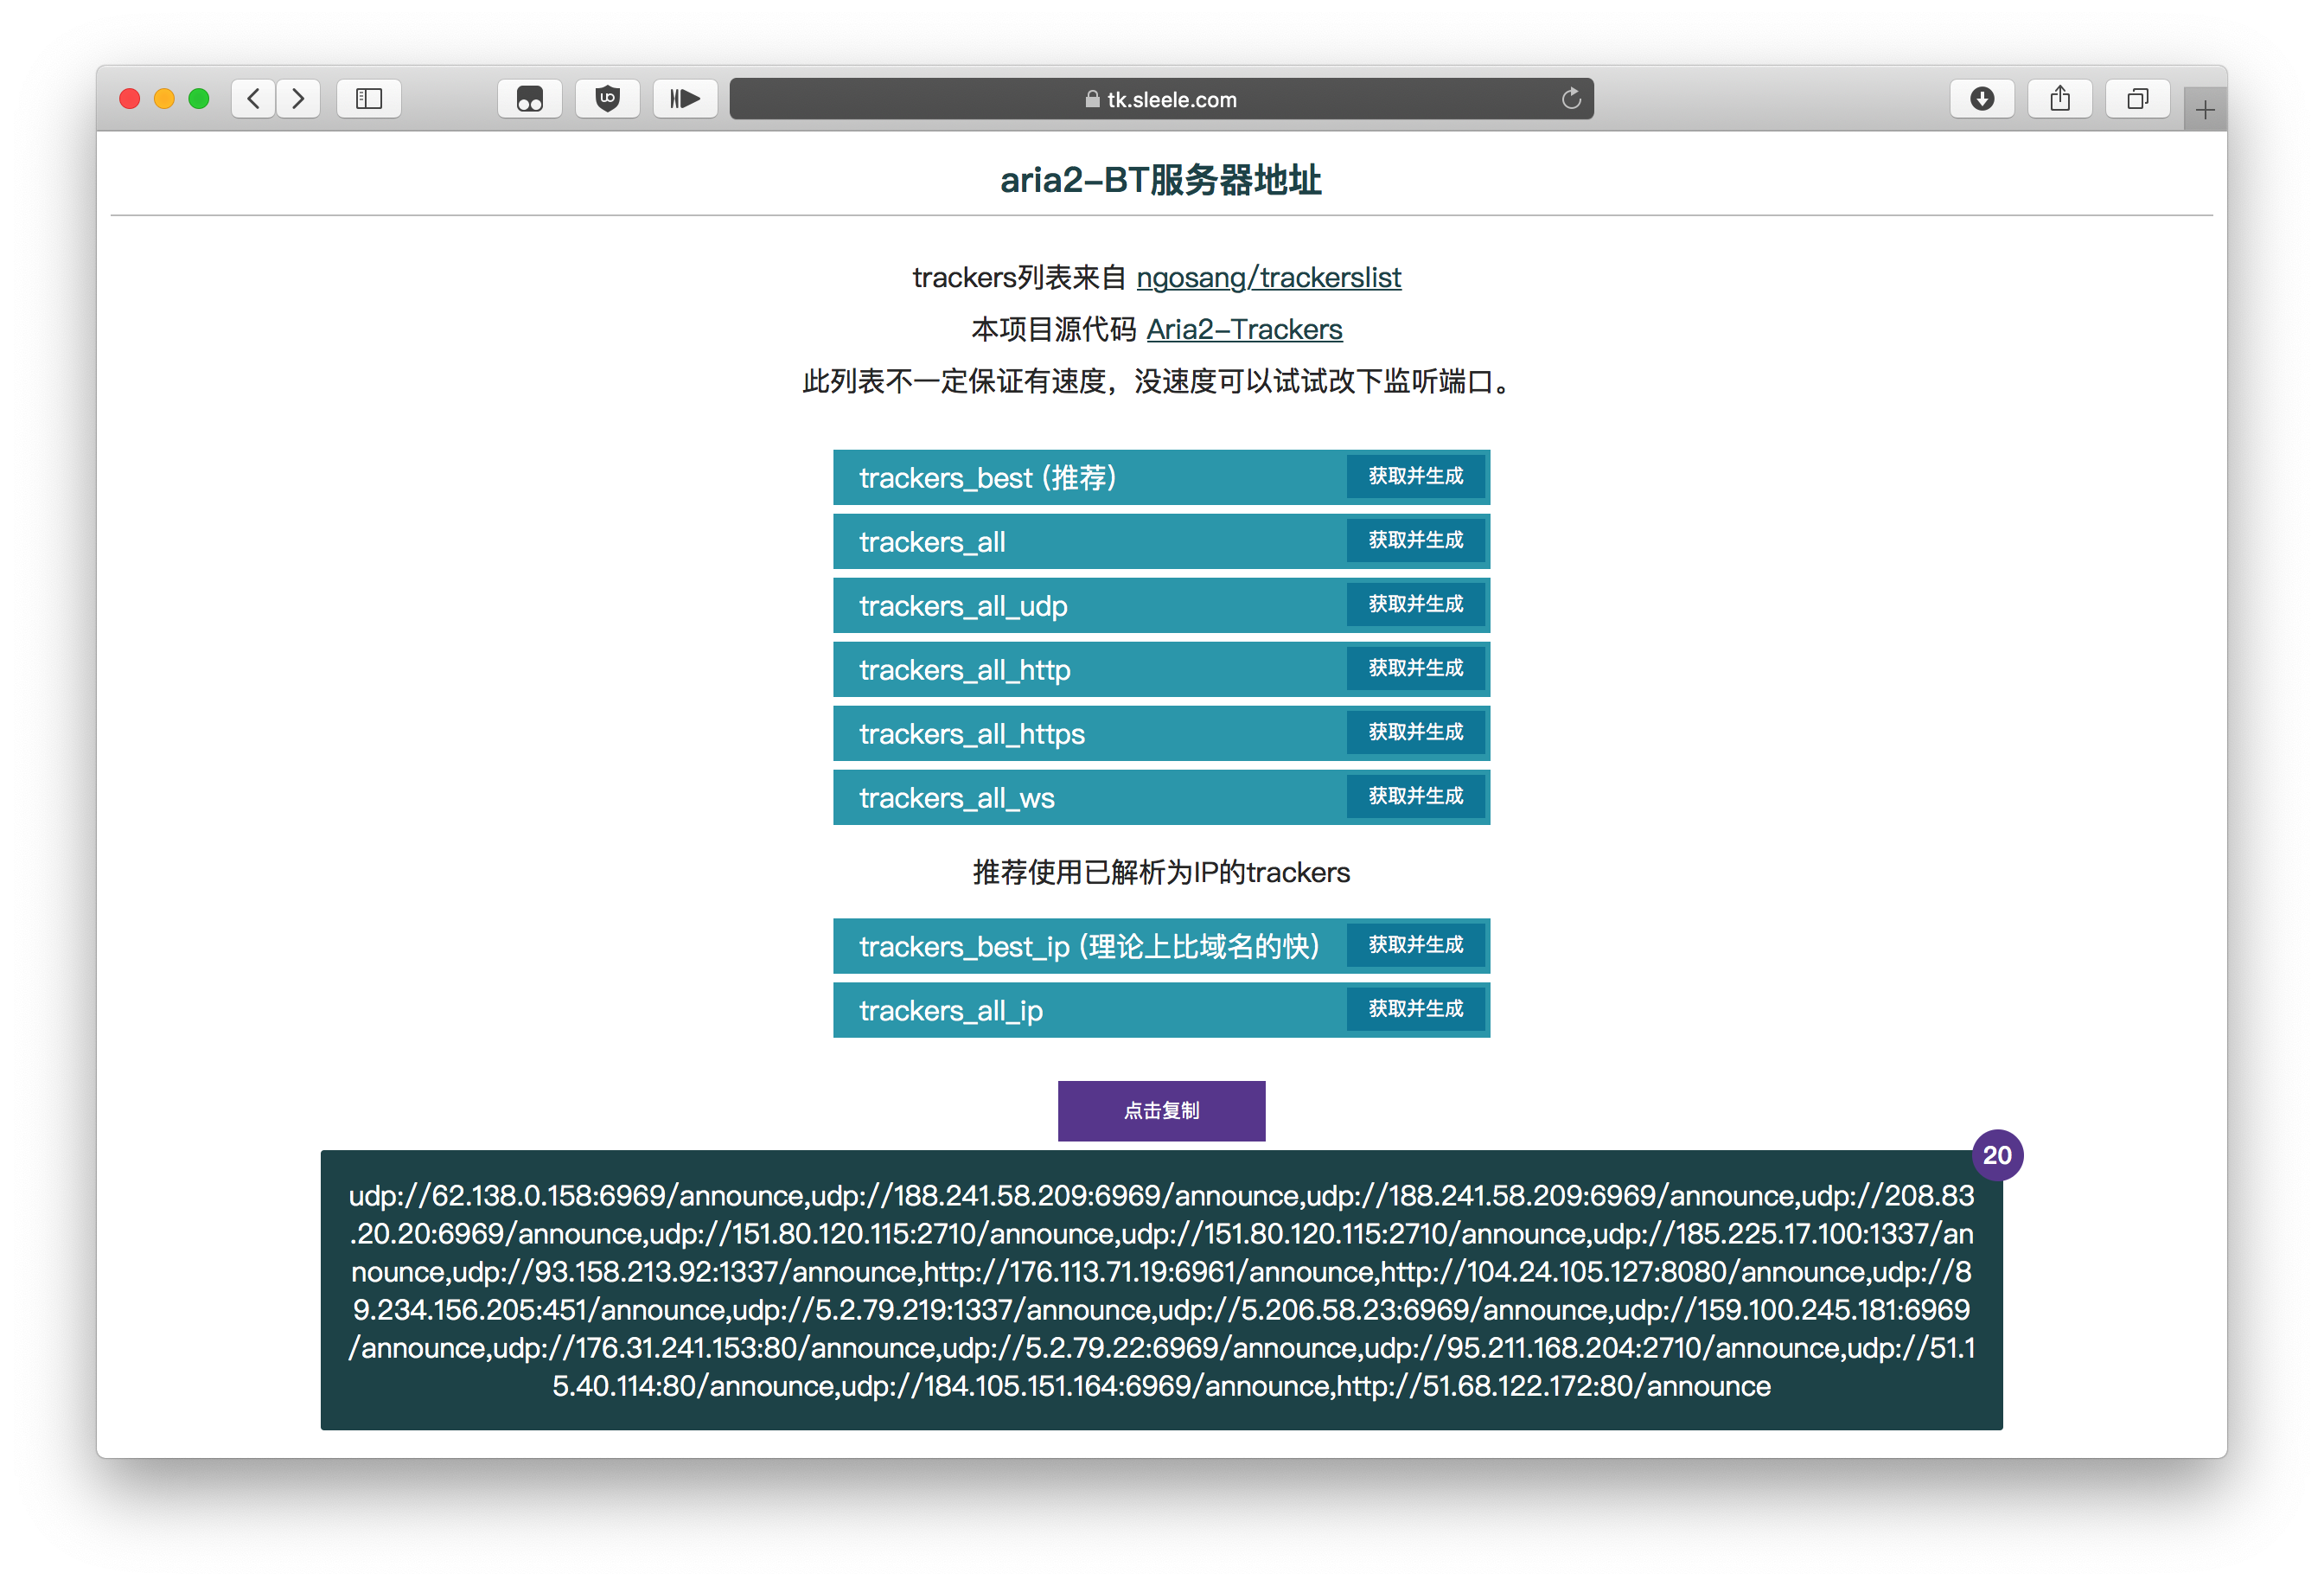 tk.sleele.com
aria2-BT服务器地址
trackers列表来自 ngosang/trackerslist
本项目源代码 Aria2-Trackers
此列表不一定保证有速度，没速度可以试试改下监听端口。
trackers_best (推荐) 获取并生成
trackers_all 获取并生成
trackers_all_udp 获取并生成
trackers_all_http 获取并生成
trackers_all_https 获取并生成
trackers_all_ws 获取并生成
推荐使用已解析为IP的trackers
trackers_best_ip (理论上比域名的快) 获取并生成
trackers_all_ip 获取并生成
点击复制
20
udp://62.138.0.158:6969/announce,udp://188.241.58.209:6969/announce,udp://188.241.58.209:6969/announce,udp://208.83
.20.20:6969/announce,udp://151.80.120.115:2710/announce,udp://151.80.120.115:2710/announce,udp://185.225.17.100:1337/an
nounce,udp://93.158.213.92:1337/announce,http://176.113.71.19:6961/announce,http://104.24.105.127:8080/announce,udp://8
9.234.156.205:451/announce,udp://5.2.79.219:1337/announce,udp://5.206.58.23:6969/announce,udp://159.100.245.181:6969
/announce,udp://176.31.241.153:80/announce,udp://5.2.79.22:6969/announce,udp://95.211.168.204:2710/announce,udp://51.1
5.40.114:80/announce,udp://184.105.151.164:6969/announce,http://51.68.122.172:80/announce